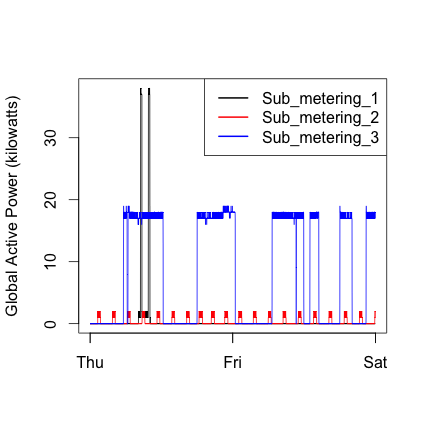 Sub_metering_1
Sub_metering_2
Sub_metering_3
Global Active Power (kilowatts)
30
20
10
0
Thu Fri Sat